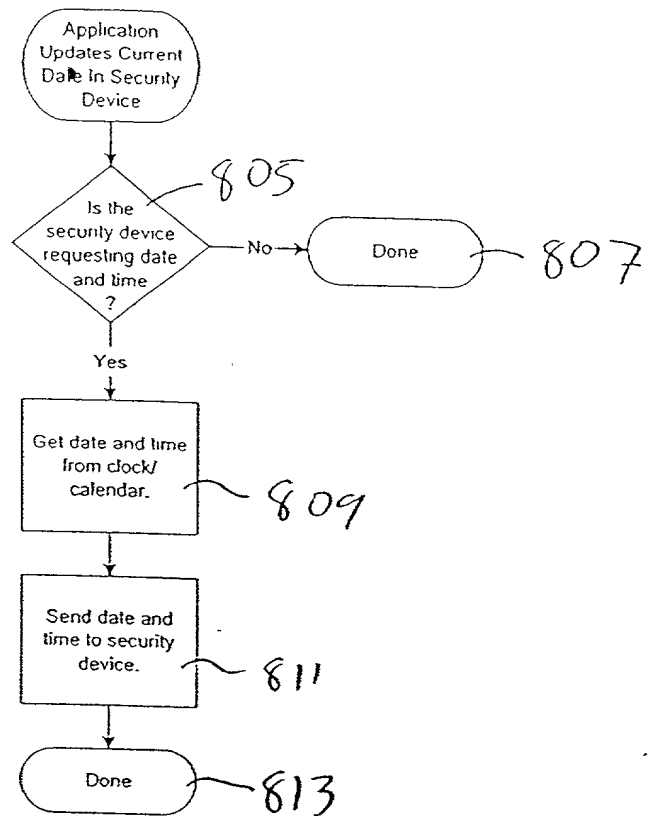 Application
Updates Current
Date In Security
Device
805
Is the
security device
requesting date
and time
?
No
Done
807
Yes
Get date and time
from clock/
calendar.
809
Send date and
time to security
device.
811
Done
813